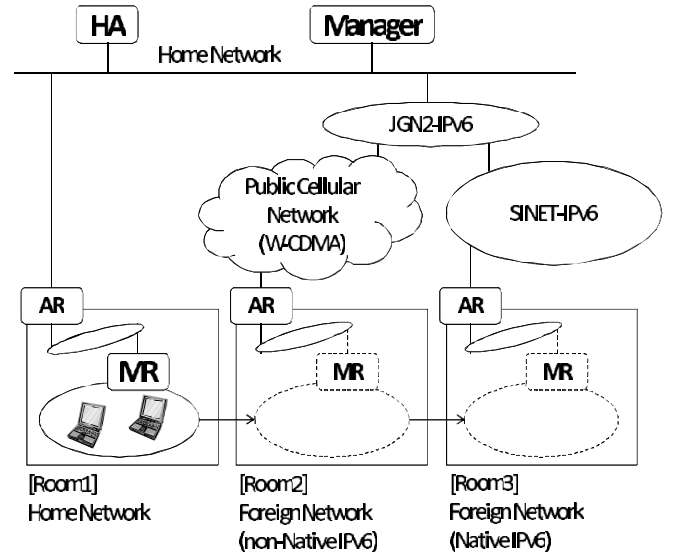 HA
Manager
Home Network
JGN2-IPv6
Public Cellular
Network
(W-CDMA)
SINET-IPv6
AR
AR
AR
MR
MR
MR
[Room1]
Home Network
[Room2]
Foreign Network
(non-Native IPv6)
[Room3]
Foreign Network
(Native IPv6)